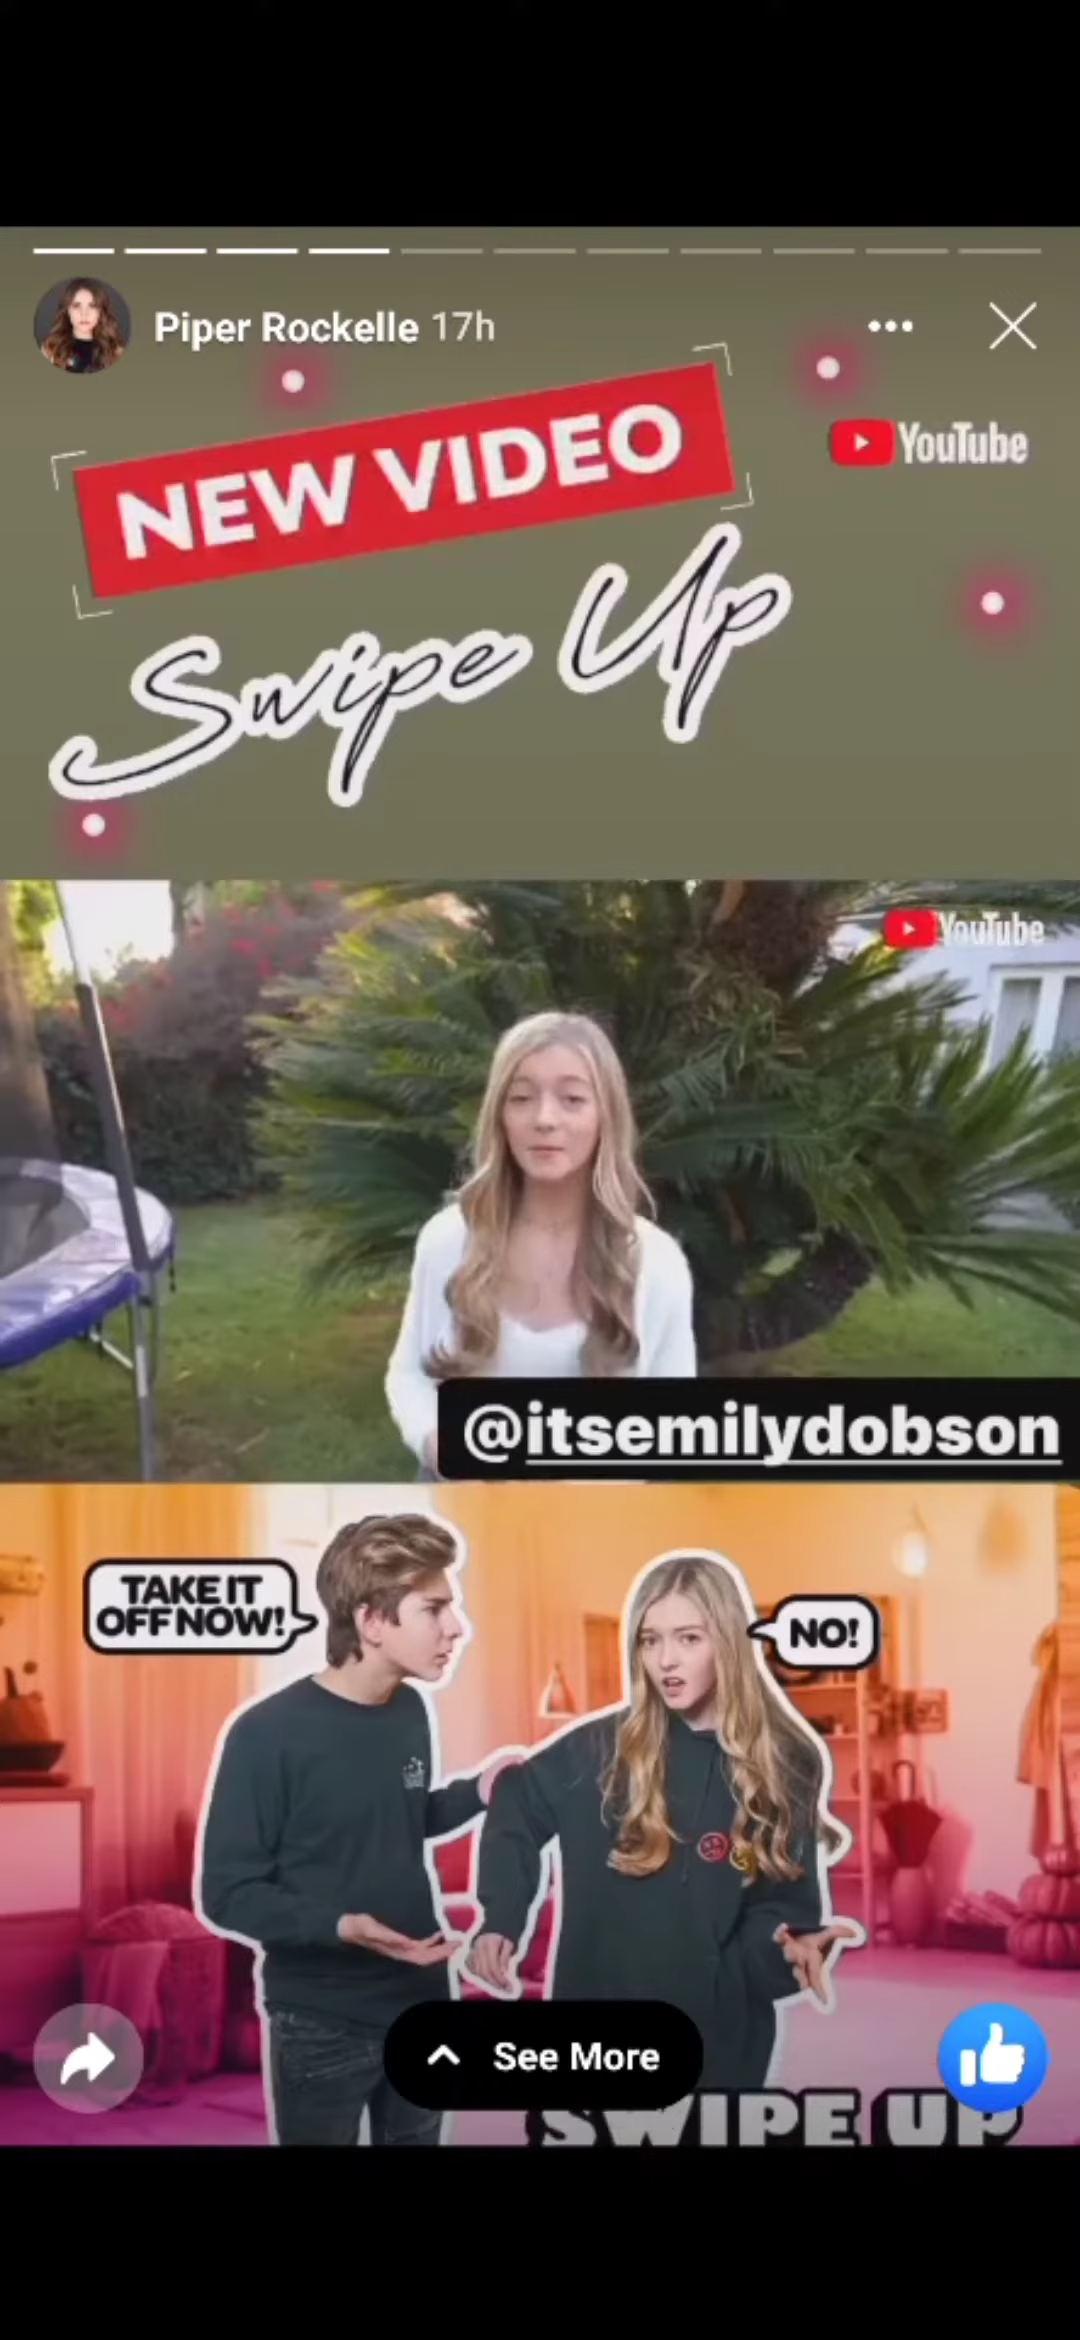 Piper Rockelle 17h
NEW VIDEO
YouTube
Swipe Up
YouTube
@itsemilydobson
TAKE IT
OFF NOW!
NO!
See More
SWIPE UP